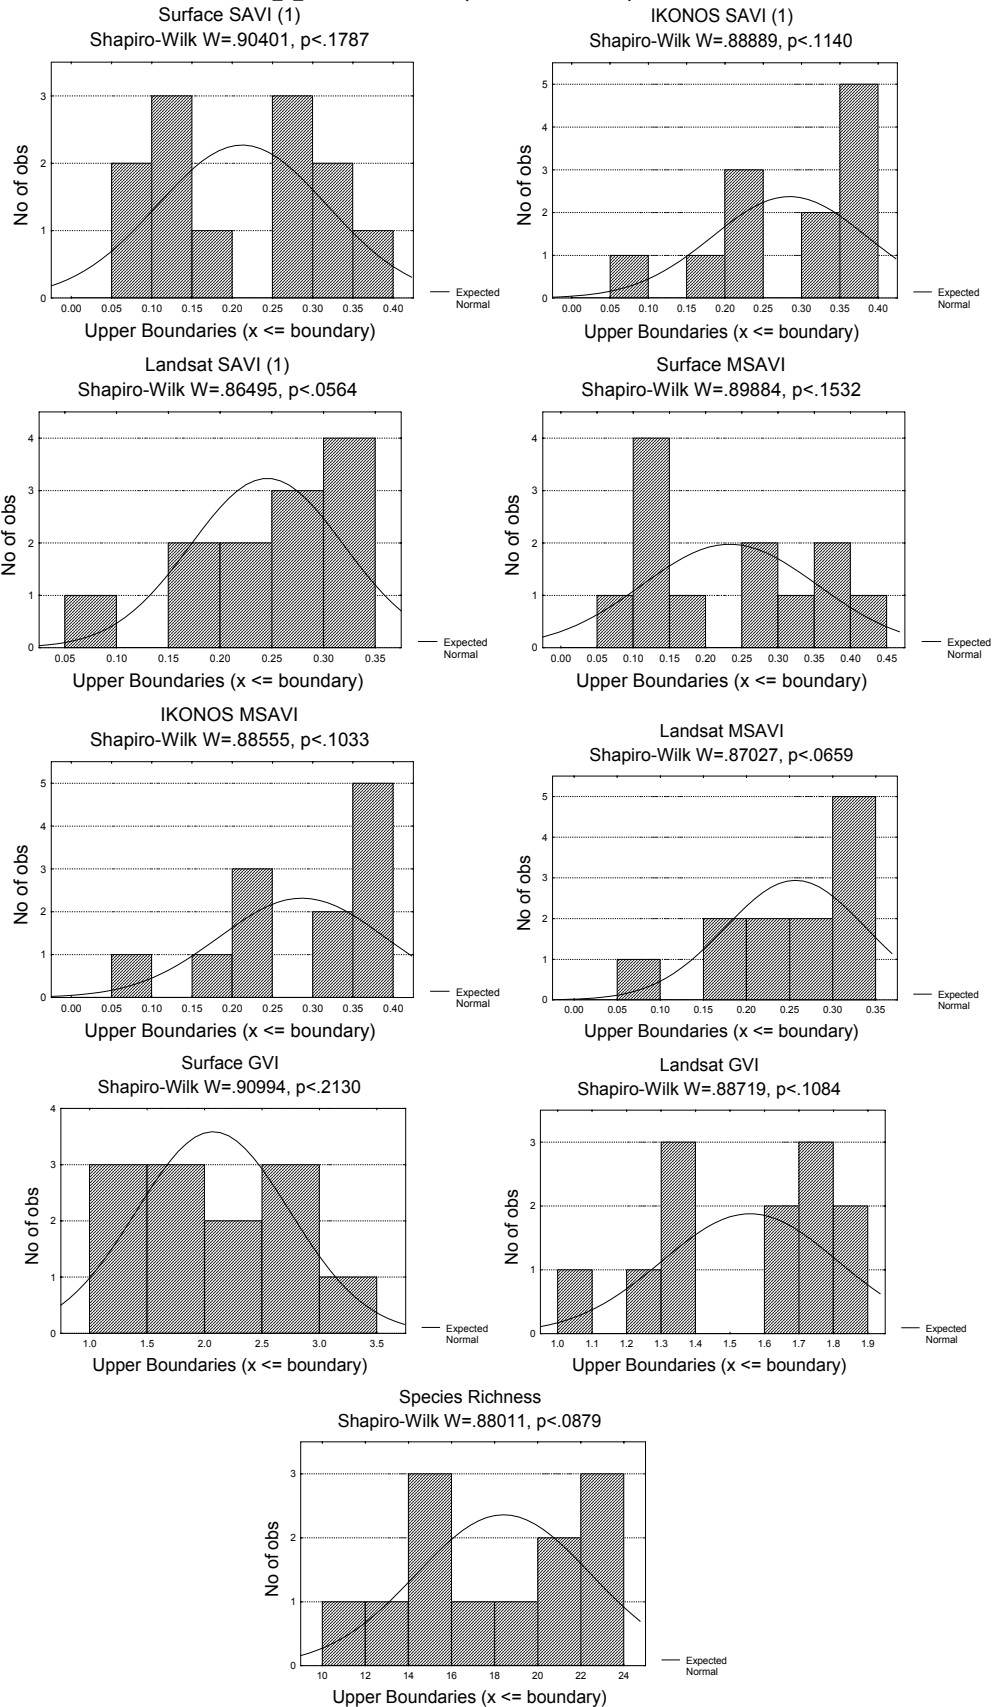 Surface SAVI (1)
Shapiro-Wilk W=.90401, p<.1787
No of obs
3
2
1
0
0.00 0.05 0.10 0.15 0.20 0.25 0.30 0.35 0.40
Upper Boundaries (x <= boundary)
Expected
Normal
IKONOS SAVI (1)
Shapiro-Wilk W=.88889, p<.1140
No of obs
5
4
3
2
1
0
0.00 0.05 0.10 0.15 0.20 0.25 0.30 0.35 0.40
Upper Boundaries (x <= boundary)
Expected
Normal
Landsat SAVI (1)
Shapiro-Wilk W=.86495, p<.0564
No of obs
4
3
2
1
0
0.05 0.10 0.15 0.20 0.25 0.30 0.35
Upper Boundaries (x <= boundary)
Expected
Normal
Surface MSAVI
Shapiro-Wilk W=.89884, p<.1532
No of obs
4
3
2
1
0
0.00 0.05 0.10 0.15 0.20 0.25 0.30 0.35 0.40 0.45
Upper Boundaries (x <= boundary)
Expected
Normal
IKONOS MSAVI
Shapiro-Wilk W=.88555, p<.1033
No of obs
5
4
3
2
1
0
0.00 0.05 0.10 0.15 0.20 0.25 0.30 0.35 0.40
Upper Boundaries (x <= boundary)
Expected
Normal
Landsat MSAVI
Shapiro-Wilk W=.87027, p<.0659
No of obs
5
4
3
2
1
0
0.00 0.05 0.10 0.15 0.20 0.25 0.30 0.35
Upper Boundaries (x <= boundary)
Expected
Normal
Surface GVI
Shapiro-Wilk W=.90994, p<.2130
No of obs
4
3
2
1
0
1.0 1.5 2.0 2.5 3.0 3.5
Upper Boundaries (x <= boundary)
Expected
Normal
Landsat GVI
Shapiro-Wilk W=.88719, p<.1084
No of obs
3
2
1
0
1.0 1.1 1.2 1.3 1.4 1.5 1.6 1.7 1.8 1.9
Upper Boundaries (x <= boundary)
Expected
Normal
Species Richness
Shapiro-Wilk W=.88011, p<.0879
No of obs
3
2
1
0
10 12 14 16 18 20 22 24
Upper Boundaries (x <= boundary)
Expected
Normal